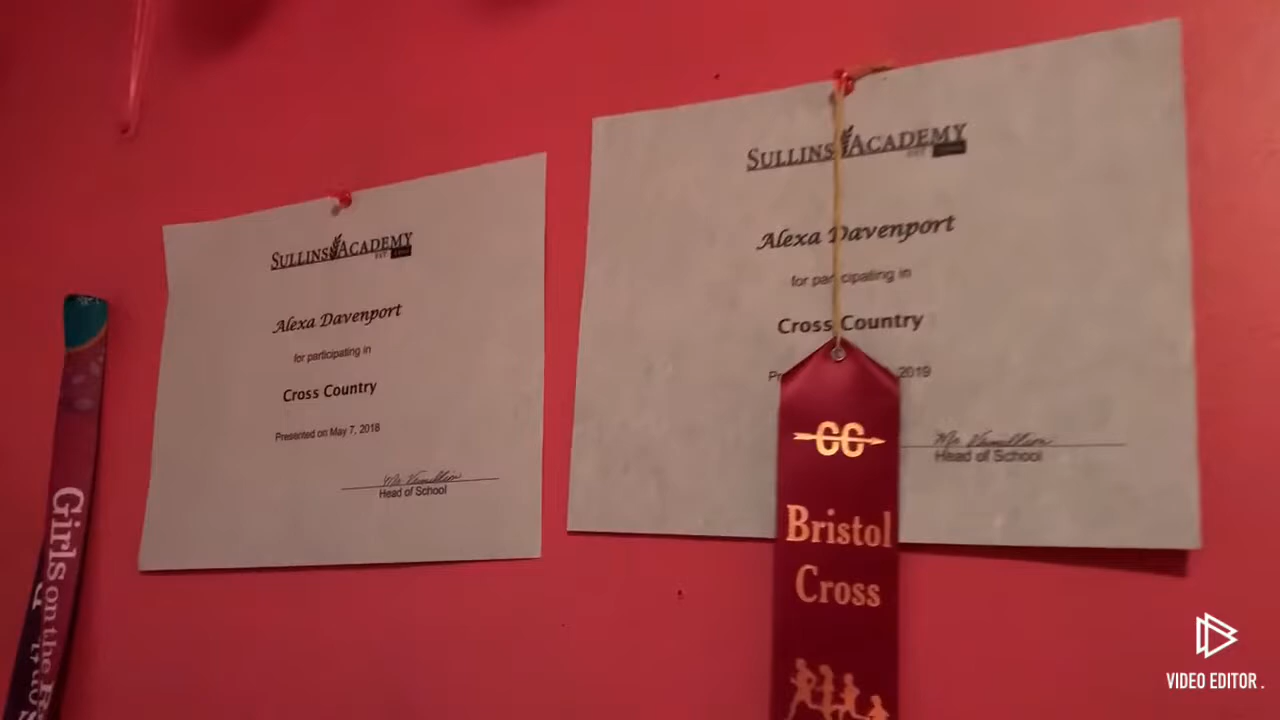 SULLINS ACADEMY
EST.
Alexa Davenport
for participating in
Cross Country
Presented on May 7, 2018
Head of School
SULLINS ACADEMY
EST.
Alexa Davenport
for participating in
Cross Country
2019
Head of School
CC
Bristol
Cross
Girls on the
VIDEO EDITOR .